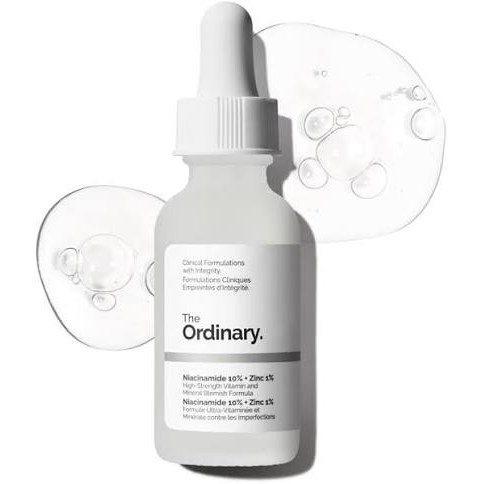 Clinical Formulations
with Integrity.
Formulations Cliniques
Empreintes d'Intégrité.
The
Ordinary.
Niacinamide 10% + Zinc 1%
High-Strength Vitamin and
Mineral Blemish Formula
Niacinamide 10% + Zinc 1%
Formule Ultra-Vitaminée et
Minérale contre les Imperfections